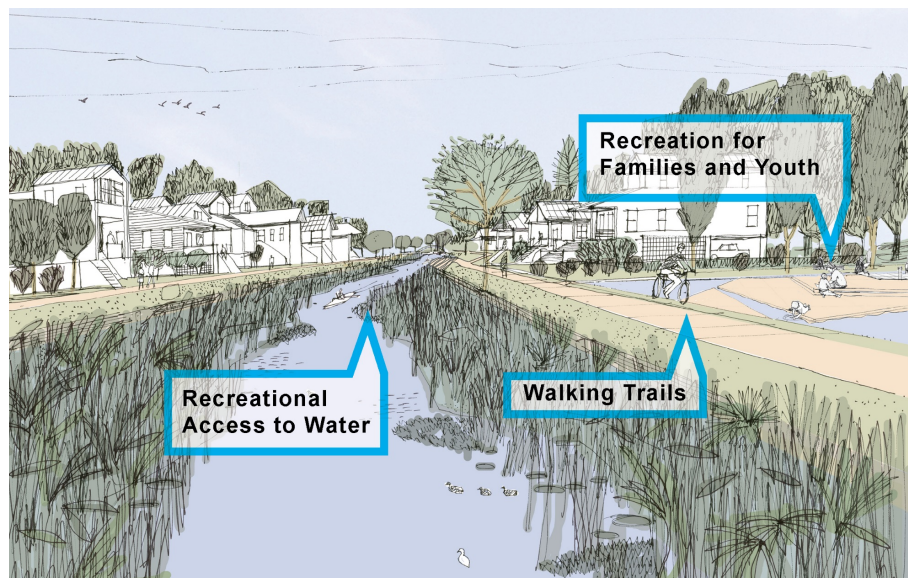 Recreation for
Families and Youth
Recreational
Access to Water
Walking Trails